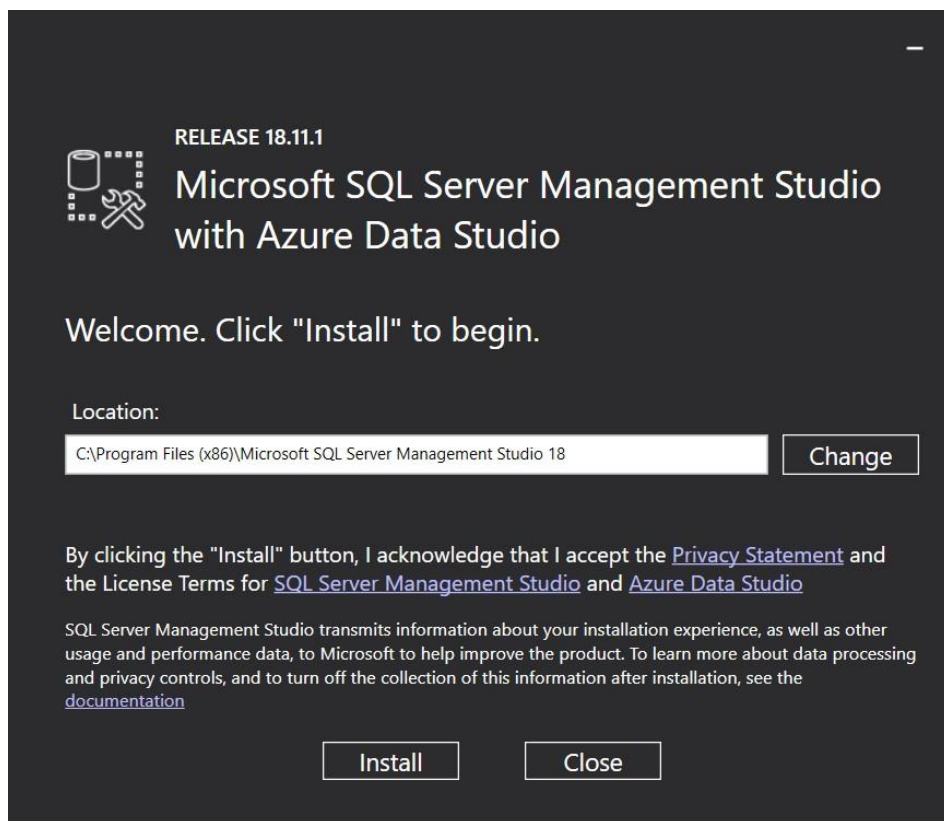 RELEASE 18.11.1
Microsoft SQL Server Management Studio
with Azure Data Studio
Welcome. Click "Install" to begin.
Location:
C:\Program Files (x86)\Microsoft SQL Server Management Studio 18
Change
By clicking the "Install" button, I acknowledge that I accept the Privacy Statement and
the License Terms for SQL Server Management Studio and Azure Data Studio
SQL Server Management Studio transmits information about your installation experience, as well as other
usage and performance data, to Microsoft to help improve the product. To learn more about data processing
and privacy controls, and to turn off the collection of this information after installation, see the
documentation
Install
Close